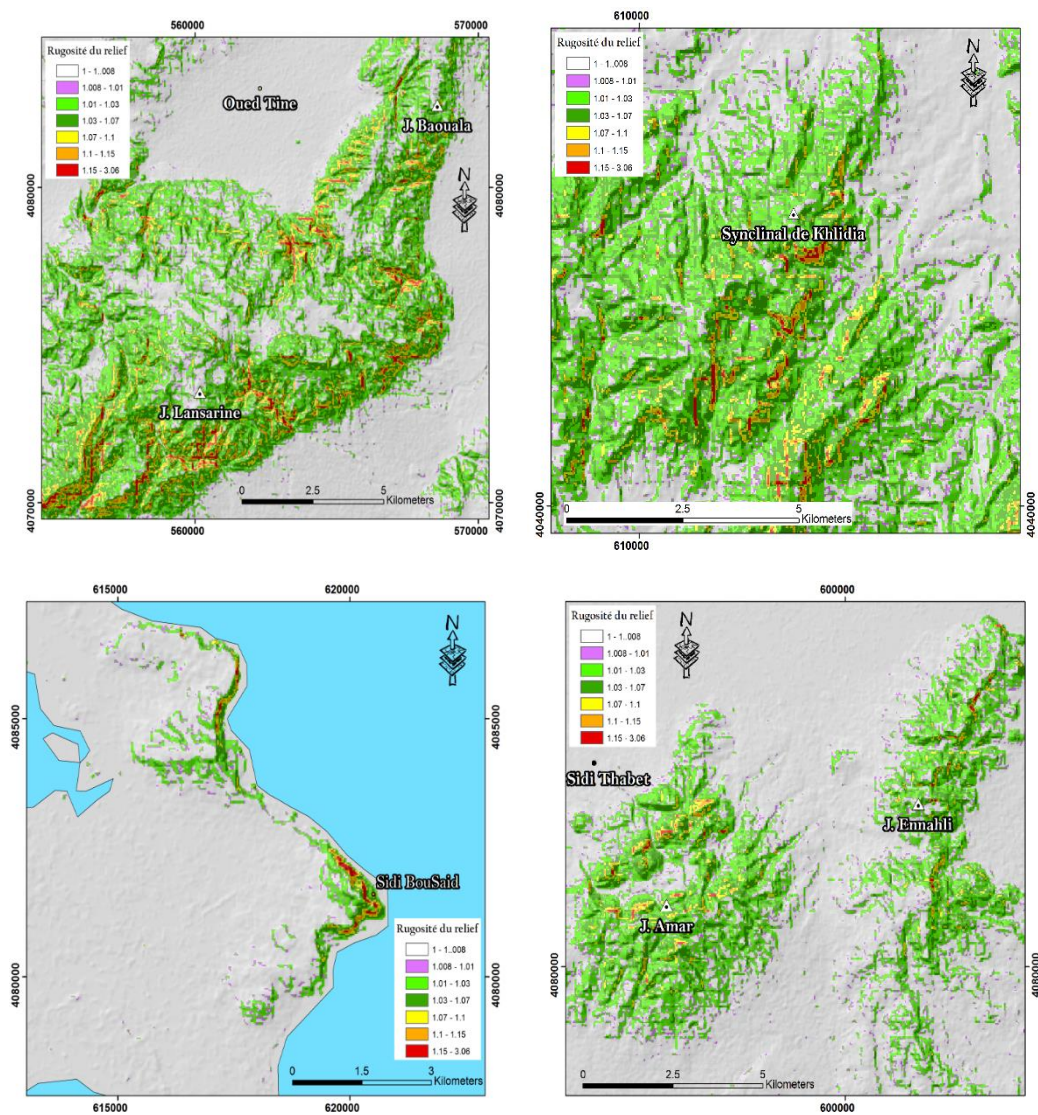 560000
570000
Rugosité du relief
1 - 1..008
1.008 - 1.01
1.01 - 1.03
1.03 - 1.07
1.07 - 1.1
1.1 - 1.15
1.15 - 3.06
N
Oued Tine
J. Baouala
4080000
4080000
J. Lansarine
0 2.5 5
Kilometers
4070000
4070000
560000
570000
610000
Rugosité du relief
1 - 1..008
1.008 - 1.01
1.01 - 1.03
1.03 - 1.07
1.07 - 1.1
1.1 - 1.15
1.15 - 3.06
N
Synclinal de Khlidia
0 2.5 5
Kilometers
4040000
4040000
610000
615000
620000
N
4085000
4085000
Sidi BouSaid
Rugosité du relief
1 - 1..008
1.008 - 1.01
1.01 - 1.03
1.03 - 1.07
1.07 - 1.1
1.1 - 1.15
1.15 - 3.06
4080000
4080000
0 1.5 3
Kilometers
615000
620000
600000
Rugosité du relief
1 - 1..008
1.008 - 1.01
1.01 - 1.03
1.03 - 1.07
1.07 - 1.1
1.1 - 1.15
1.15 - 3.06
N
Sidi Thabet
J. Ennahli
J. Amar
4080000
4080000
0 2.5 5
Kilometers
600000